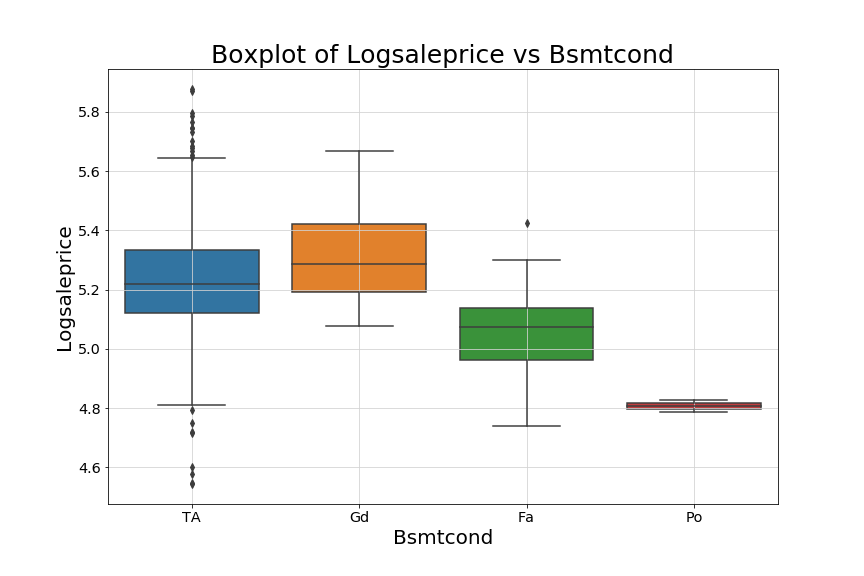 Boxplot of Logsaleprice vs Bsmtcond
5.8
5.6
5.4
5.2
5.0
4.8
4.6
Logsaleprice
TA Gd Fa Po
Bsmtcond